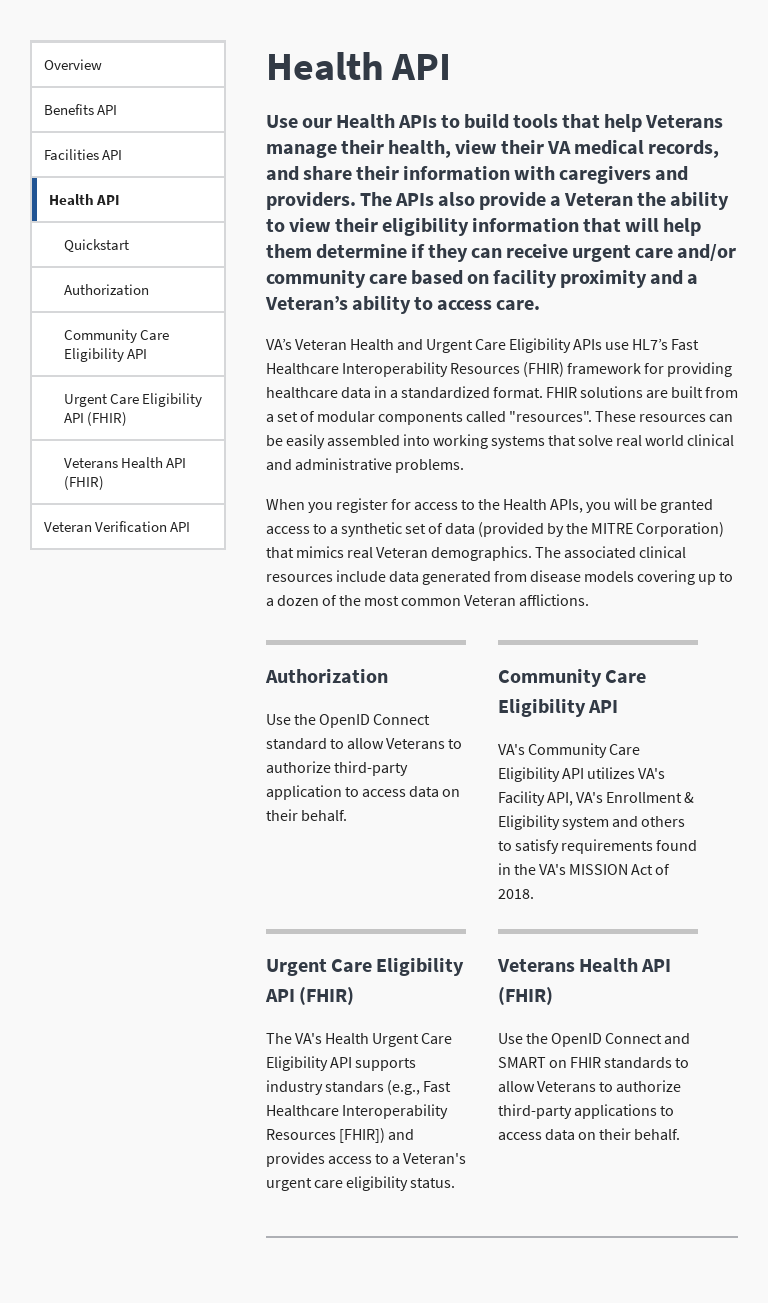 Overview
Benefits API
Facilities API
Health API
Quickstart
Authorization
Community Care
Eligibility API
Urgent Care Eligibility
API (FHIR)
Veterans Health API
(FHIR)
Veteran Verification API
Health API
Use our Health APIs to build tools that help Veterans
manage their health, view their VA medical records,
and share their information with caregivers and
providers. The APIs also provide a Veteran the ability
to view their eligibility information that will help
them determine if they can receive urgent care and/or
community care based on facility proximity and a
Veteran’s ability to access care.
VA’s Veteran Health and Urgent Care Eligibility APIs use HL7’s Fast
Healthcare Interoperability Resources (FHIR) framework for providing
healthcare data in a standardized format. FHIR solutions are built from
a set of modular components called "resources". These resources can
be easily assembled into working systems that solve real world clinical
and administrative problems.
When you register for access to the Health APIs, you will be granted
access to a synthetic set of data (provided by the MITRE Corporation)
that mimics real Veteran demographics. The associated clinical
resources include data generated from disease models covering up to
a dozen of the most common Veteran afflictions.
Authorization
Use the OpenID Connect
standard to allow Veterans to
authorize third-party
application to access data on
their behalf.
Community Care
Eligibility API
VA's Community Care
Eligibility API utilizes VA's
Facility API, VA's Enrollment &
Eligibility system and others
to satisfy requirements found
in the VA's MISSION Act of
2018.
Urgent Care Eligibility
API (FHIR)
The VA's Health Urgent Care
Eligibility API supports
industry standars (e.g., Fast
Healthcare Interoperability
Resources [FHIR]) and
provides access to a Veteran's
urgent care eligibility status.
Veterans Health API
(FHIR)
Use the OpenID Connect and
SMART on FHIR standards to
allow Veterans to authorize
third-party applications to
access data on their behalf.